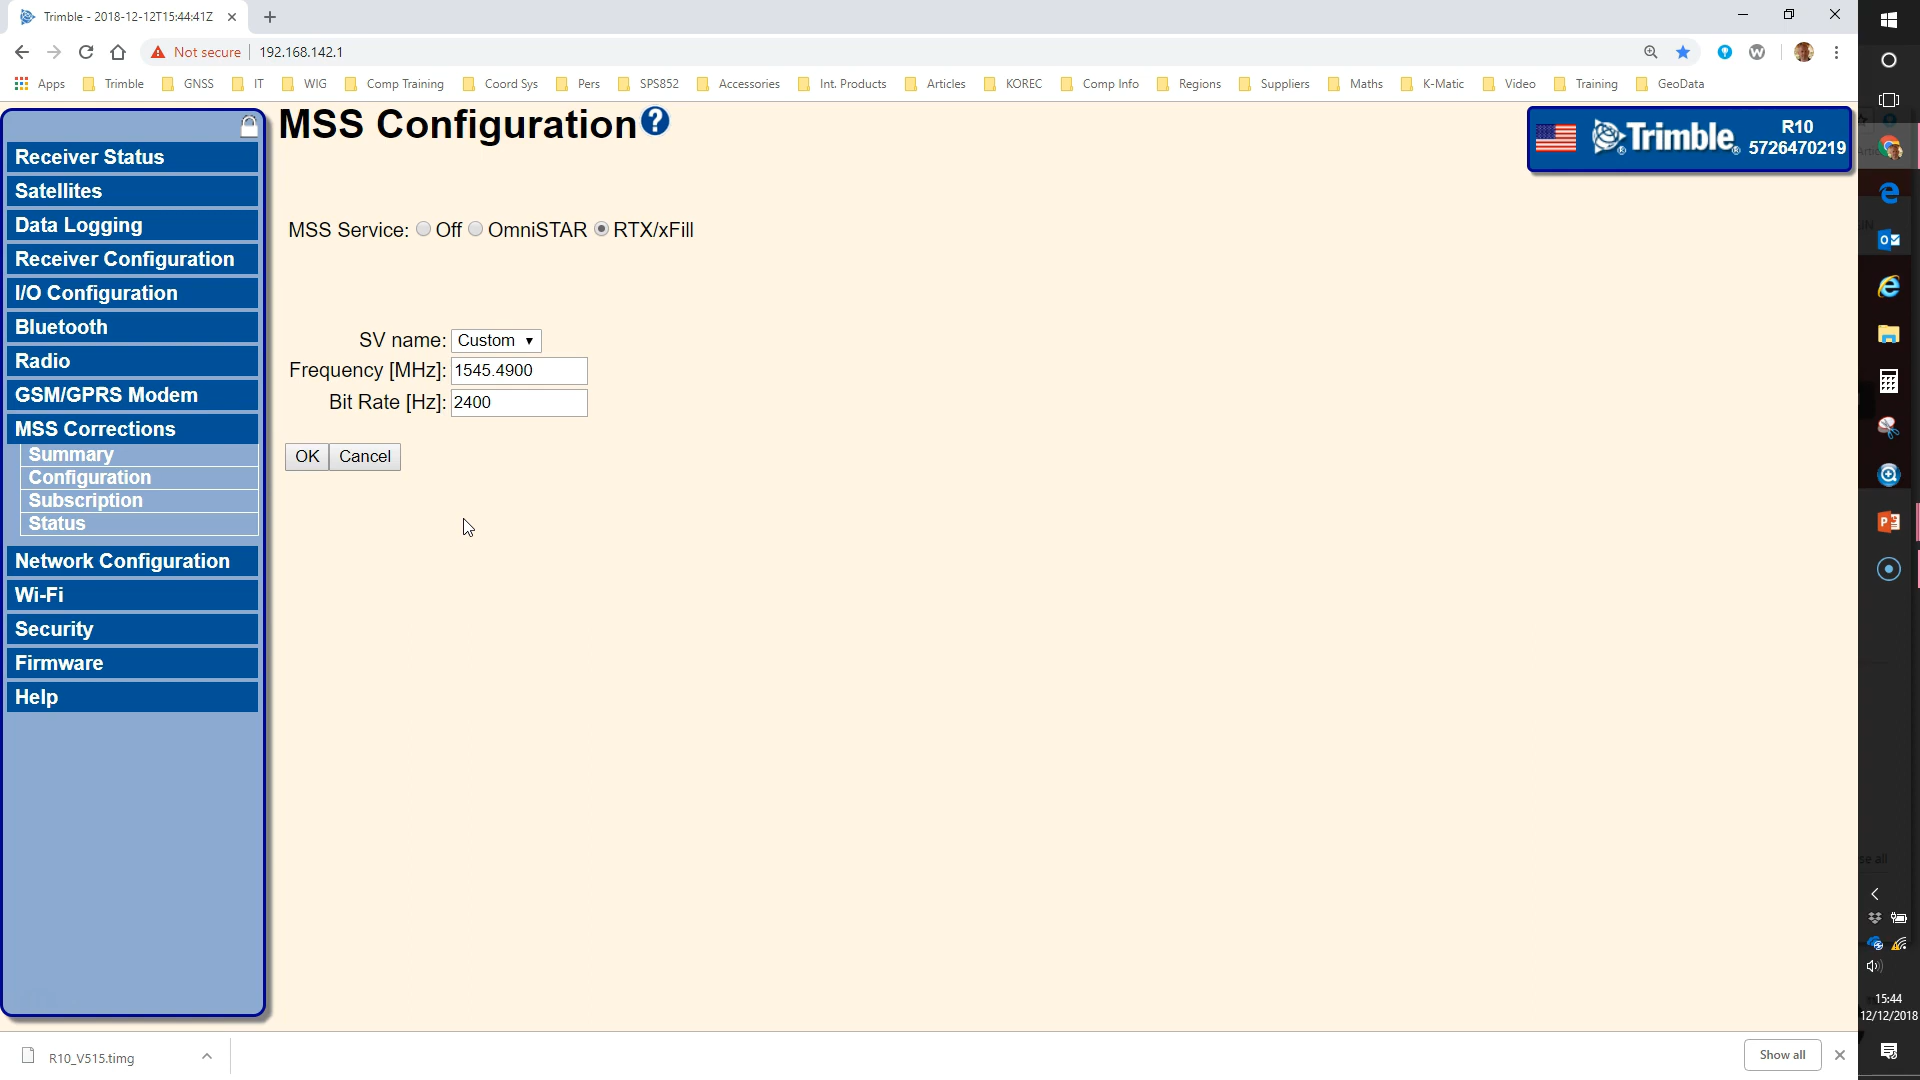 Trimble - 2018-12-12T15:44:41Z
Not secure 192.168.142.1
Apps Trimble GNSS IT WIG Comp Training Coord Sys Pers SPS852 Accessories Int. Products Articles KOREC Comp Info Regions Suppliers Maths K-Matic Video Training GeoData
MSS Configuration
Trimble R10
5726470219
Receiver Status
Satellites
Data Logging
Receiver Configuration
I/O Configuration
Bluetooth
Radio
GSM/GPRS Modem
MSS Corrections
Summary
Configuration
Subscription
Status
Network Configuration
Wi-Fi
Security
Firmware
Help
MSS Service: Off OmniSTAR RTX/xFill
SV name: Custom
Frequency [MHz]: 1545.4900
Bit Rate [Hz]: 2400
OK Cancel
R10_V515.timg
Show all
15:44
12/12/2018